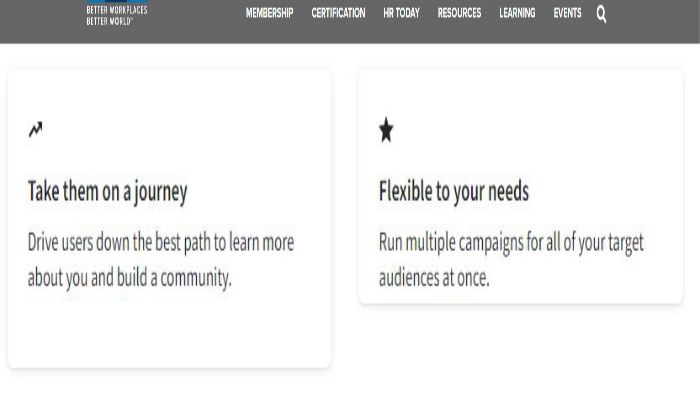 BETTER WORKPLACES
BETTER WORLD™
MEMBERSHIP CERTIFICATION HR TODAY RESOURCES LEARNING EVENTS
Take them on a journey
Drive users down the best path to learn more
about you and build a community.
Flexible to your needs
Run multiple campaigns for all of your target
audiences at once.